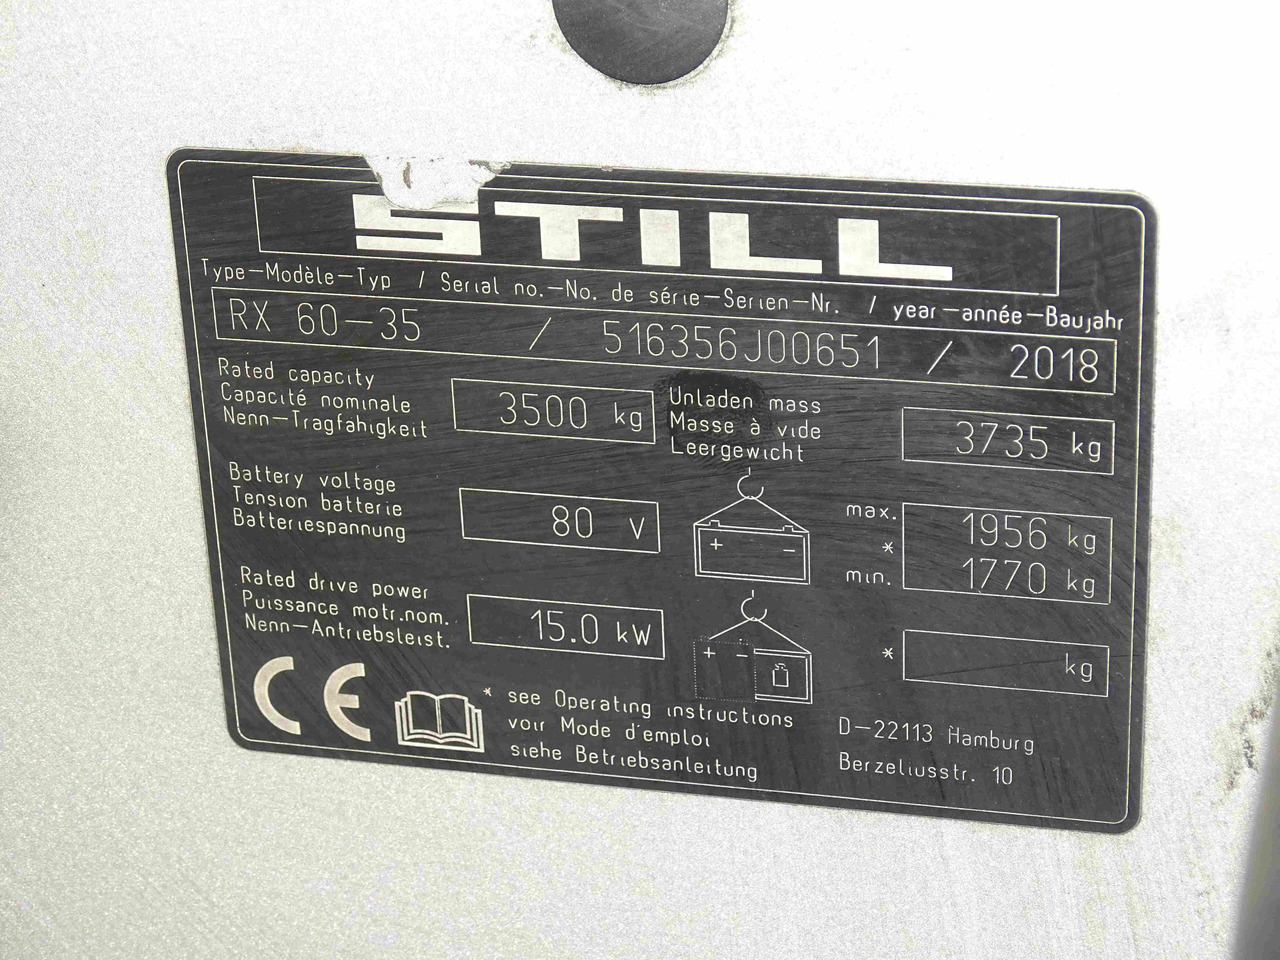 STILL
Type–Modèle–Typ / Serial no.–No. de série–Serien–Nr. / year–année–Baujahr
RX 60–35 / 516356J00651 / 2018
Rated capacity
Capacité nominale
Nenn–Tragfähigkeit
3500 kg
Unladen mass
Masse à vide
Leergewicht
3735 kg
Battery voltage
Tension batterie
Batteriespannung
80 V
+ –
max. 1956 kg
*
min. 1770 kg
Rated drive power
Puissance motr.nom.
Nenn–Antriebsleist.
15.0 kW
+ –
* kg
CE
* see Operating instructions
voir Mode d'emploi
siehe Betriebsanleitung
D–22113 Hamburg
Berzeliusstr. 10